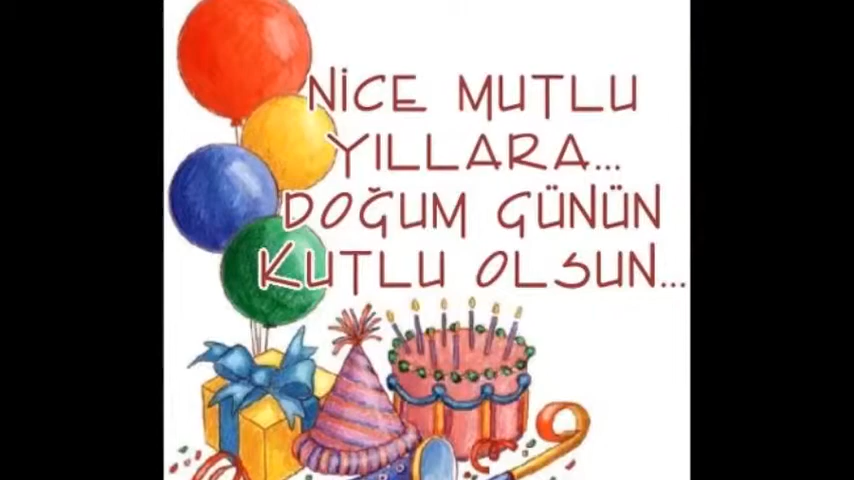 NİCE MUTLU
YILLARA...
DOĞUM GÜNÜN
KUTLU OLSUN...